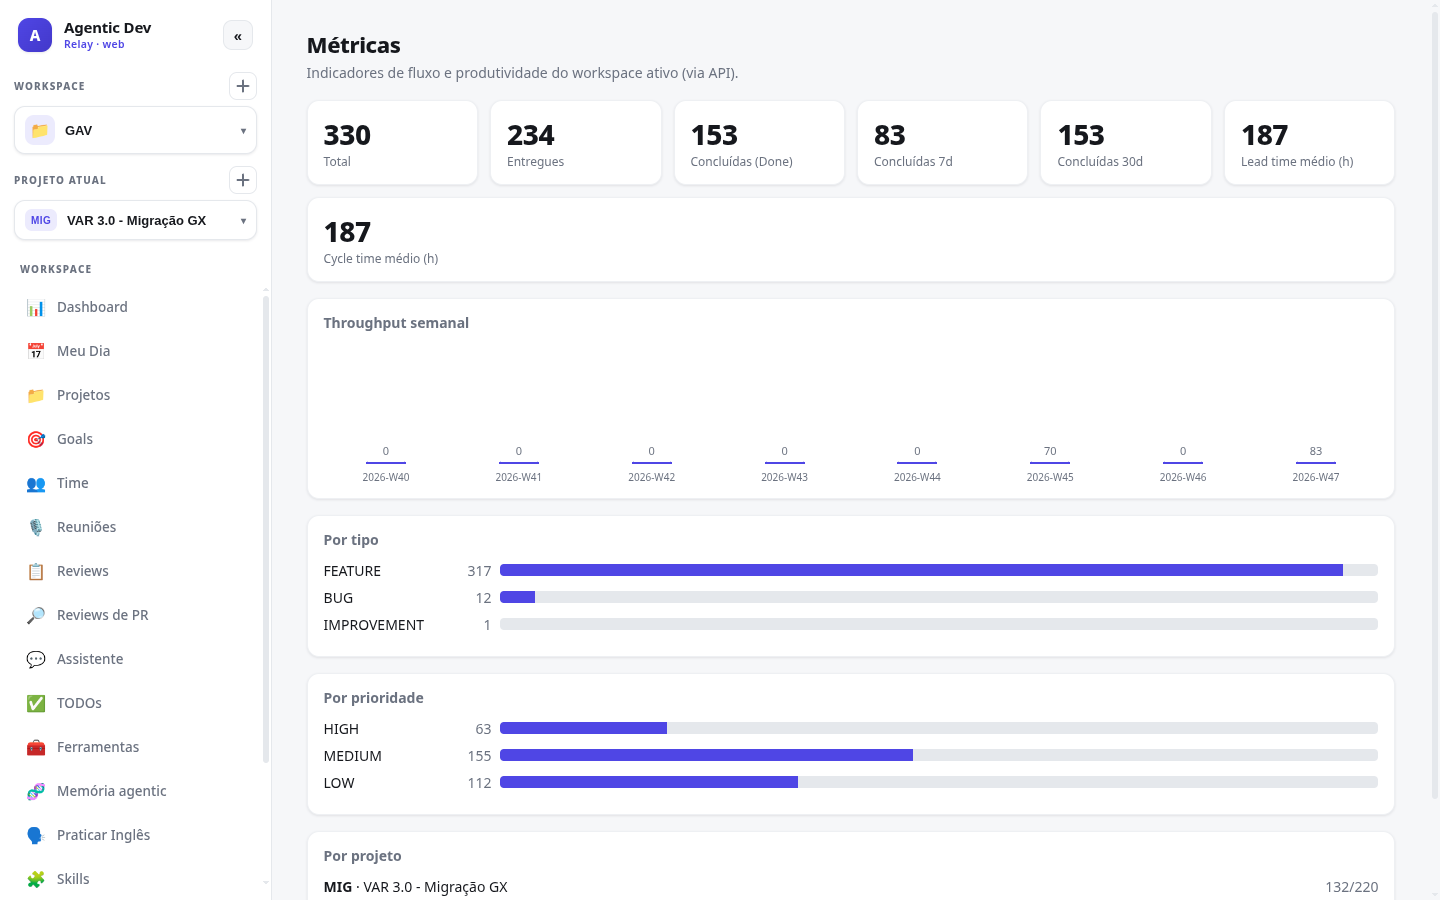 A
Agentic Dev
Relay · web
«
WORKSPACE
GAV
PROJETO ATUAL
MIG VAR 3.0 - Migração GX
WORKSPACE
Dashboard
Meu Dia
Projetos
Goals
Time
Reuniões
Reviews
Reviews de PR
Assistente
TODOs
Ferramentas
Memória agentic
Praticar Inglês
Skills
Métricas
Indicadores de fluxo e produtividade do workspace ativo (via API).
330
Total
234
Entregues
153
Concluídas (Done)
83
Concluídas 7d
153
Concluídas 30d
187
Lead time médio (h)
187
Cycle time médio (h)
Throughput semanal
0 0 0 0 0 70 0 83
2026-W40 2026-W41 2026-W42 2026-W43 2026-W44 2026-W45 2026-W46 2026-W47
Por tipo
FEATURE 317
BUG 12
IMPROVEMENT 1
Por prioridade
HIGH 63
MEDIUM 155
LOW 112
Por projeto
MIG · VAR 3.0 - Migração GX 132/220